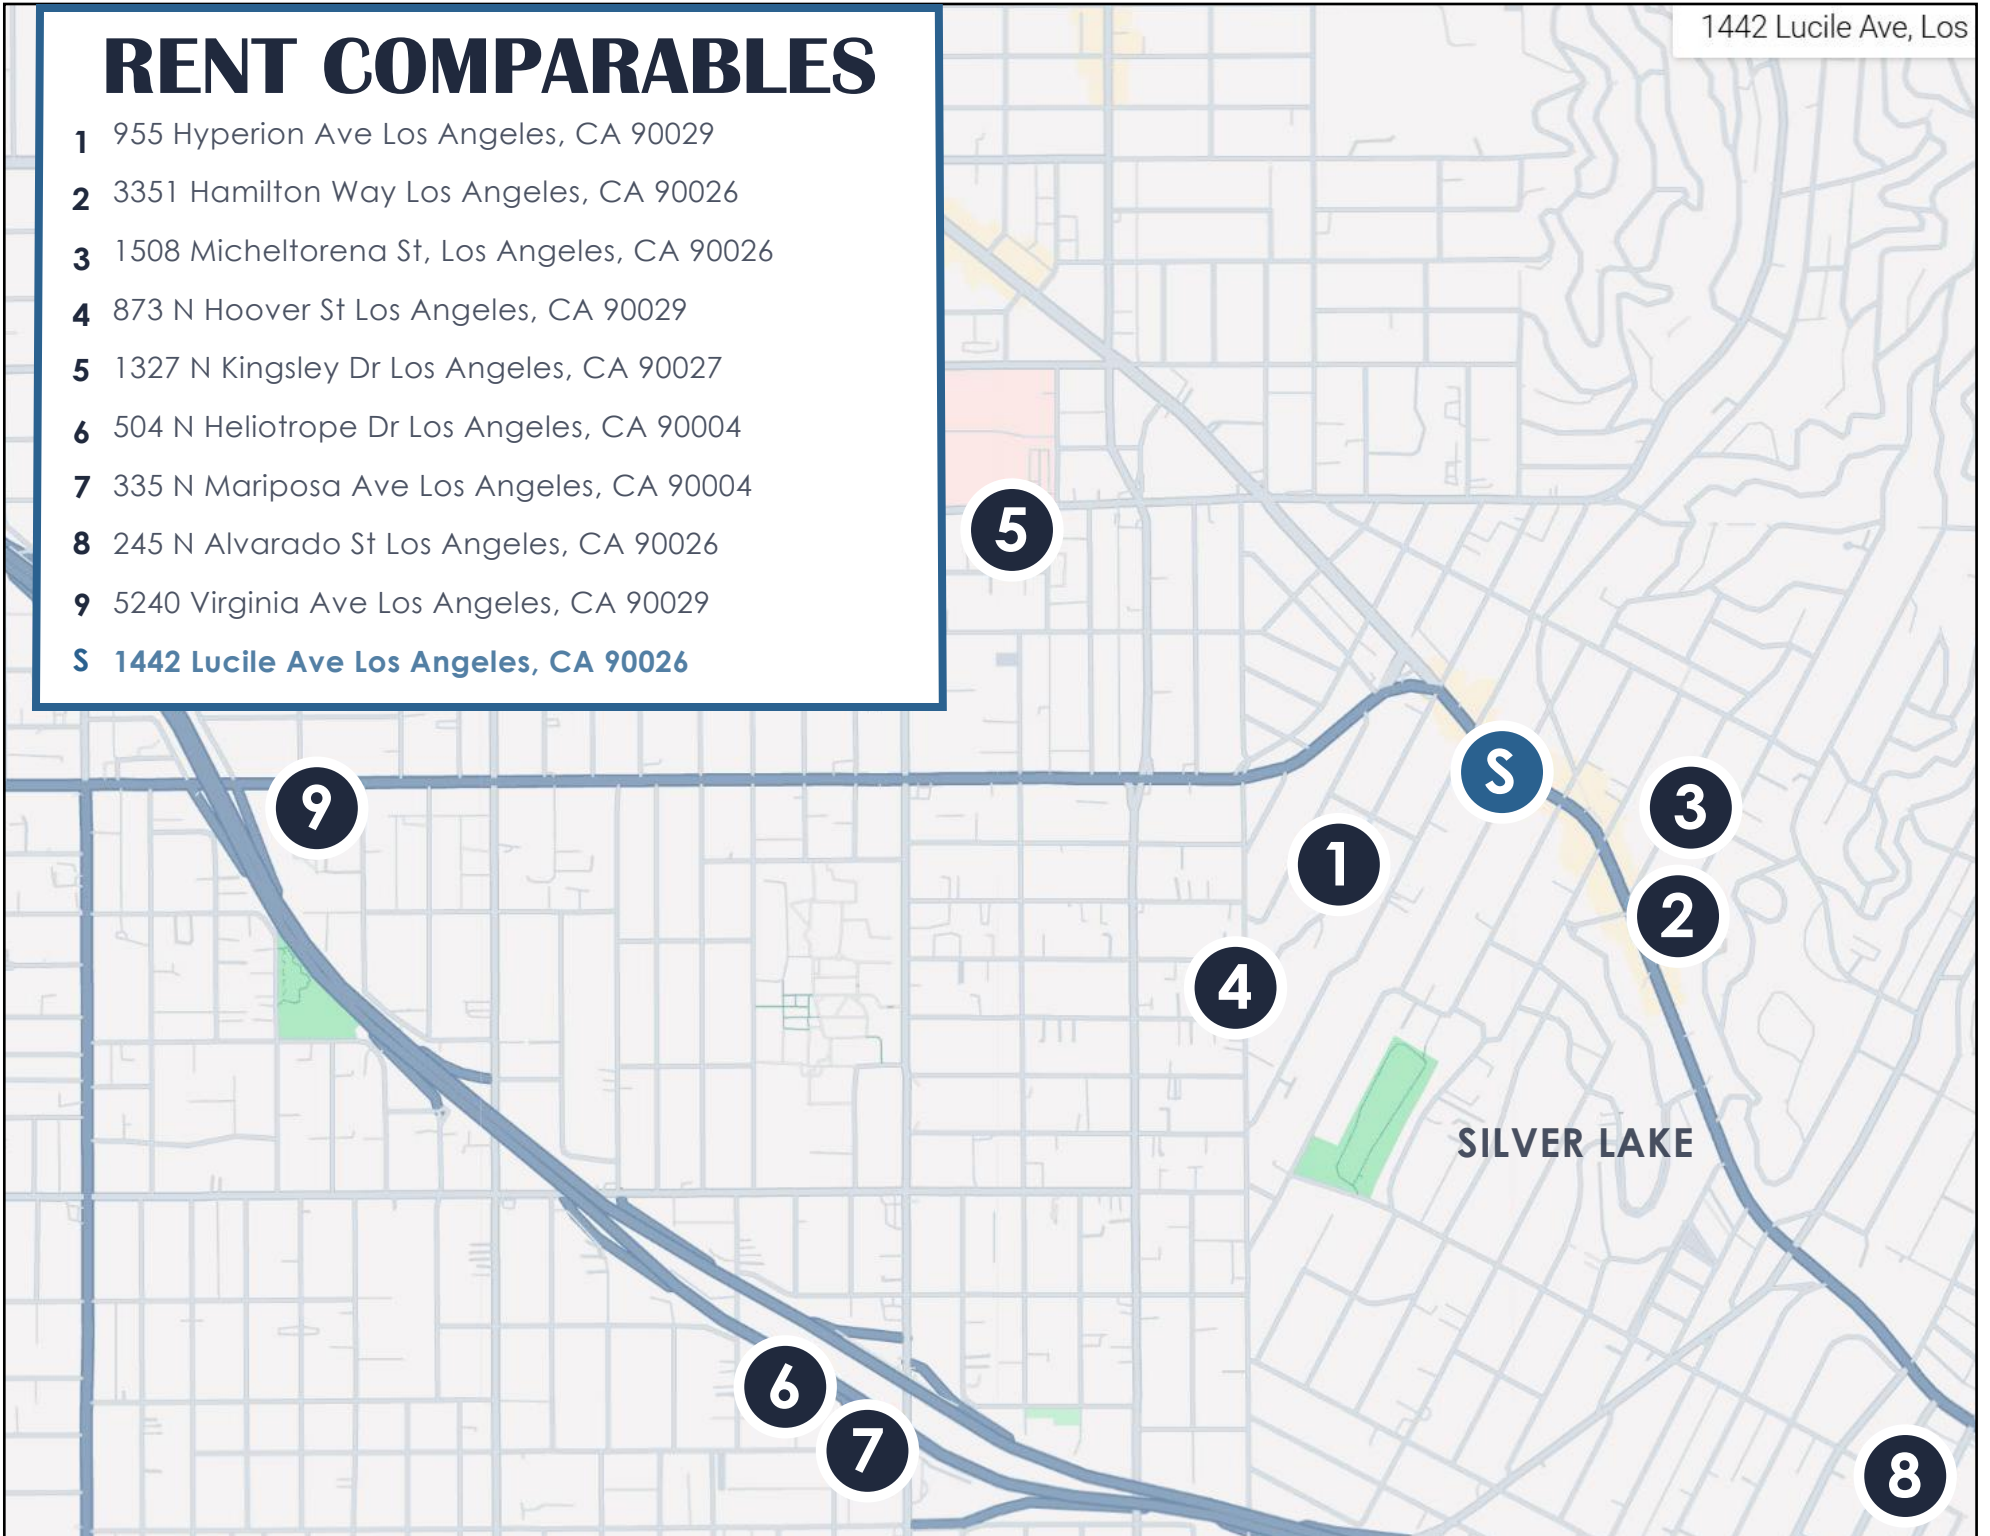 RENT COMPARABLES
1 955 Hyperion Ave Los Angeles, CA 90029
2 3351 Hamilton Way Los Angeles, CA 90026
3 1508 Micheltorena St, Los Angeles, CA 90026
4 873 N Hoover St Los Angeles, CA 90029
5 1327 N Kingsley Dr Los Angeles, CA 90027
6 504 N Heliotrope Dr Los Angeles, CA 90004
7 335 N Mariposa Ave Los Angeles, CA 90004
8 245 N Alvarado St Los Angeles, CA 90026
9 5240 Virginia Ave Los Angeles, CA 90029
S 1442 Lucile Ave Los Angeles, CA 90026
1442 Lucile Ave, Los
5
S
9
3
1
2
4
SILVER LAKE
6
7
8